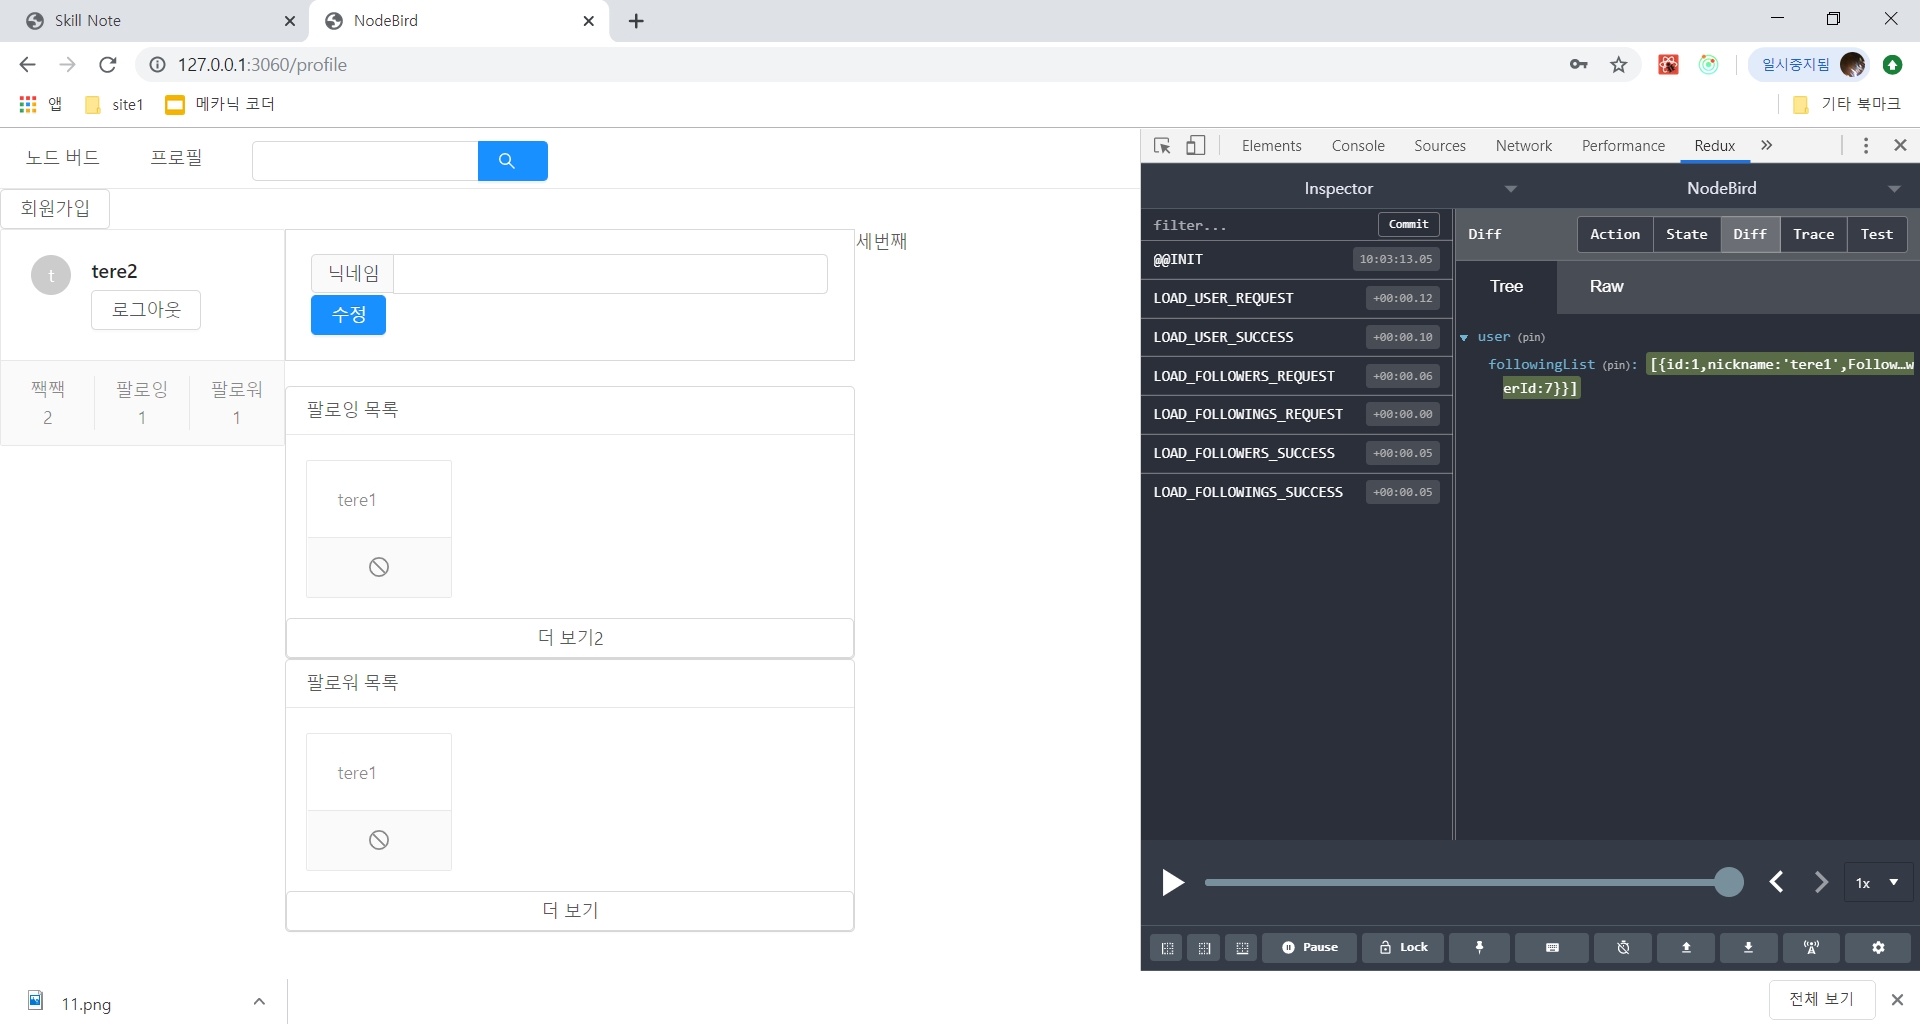 Skill Note
NodeBird
127.0.0.1:3060/profile
일시중지됨
앱
site1
메카닉 코더
기타 북마크
노드 버드
프로필
회원가입
t
tere2
로그아웃
짹짹
2
팔로잉
1
팔로워
1
닉네임
수정
세번째
팔로잉 목록
tere1
더 보기2
팔로워 목록
tere1
더 보기
Elements
Console
Sources
Network
Performance
Redux
Inspector
NodeBird
filter...
Commit
@@INIT 10:03:13.05
LOAD_USER_REQUEST +00:00.12
LOAD_USER_SUCCESS +00:00.10
LOAD_FOLLOWERS_REQUEST +00:00.06
LOAD_FOLLOWINGS_REQUEST +00:00.00
LOAD_FOLLOWERS_SUCCESS +00:00.05
LOAD_FOLLOWINGS_SUCCESS +00:00.05
Diff
Action
State
Diff
Trace
Test
Tree
Raw
user (pin)
followingList (pin): [{id:1,nickname:'tere1',Follow…w
erId:7}}]
1x
Pause
Lock
11.png
전체 보기